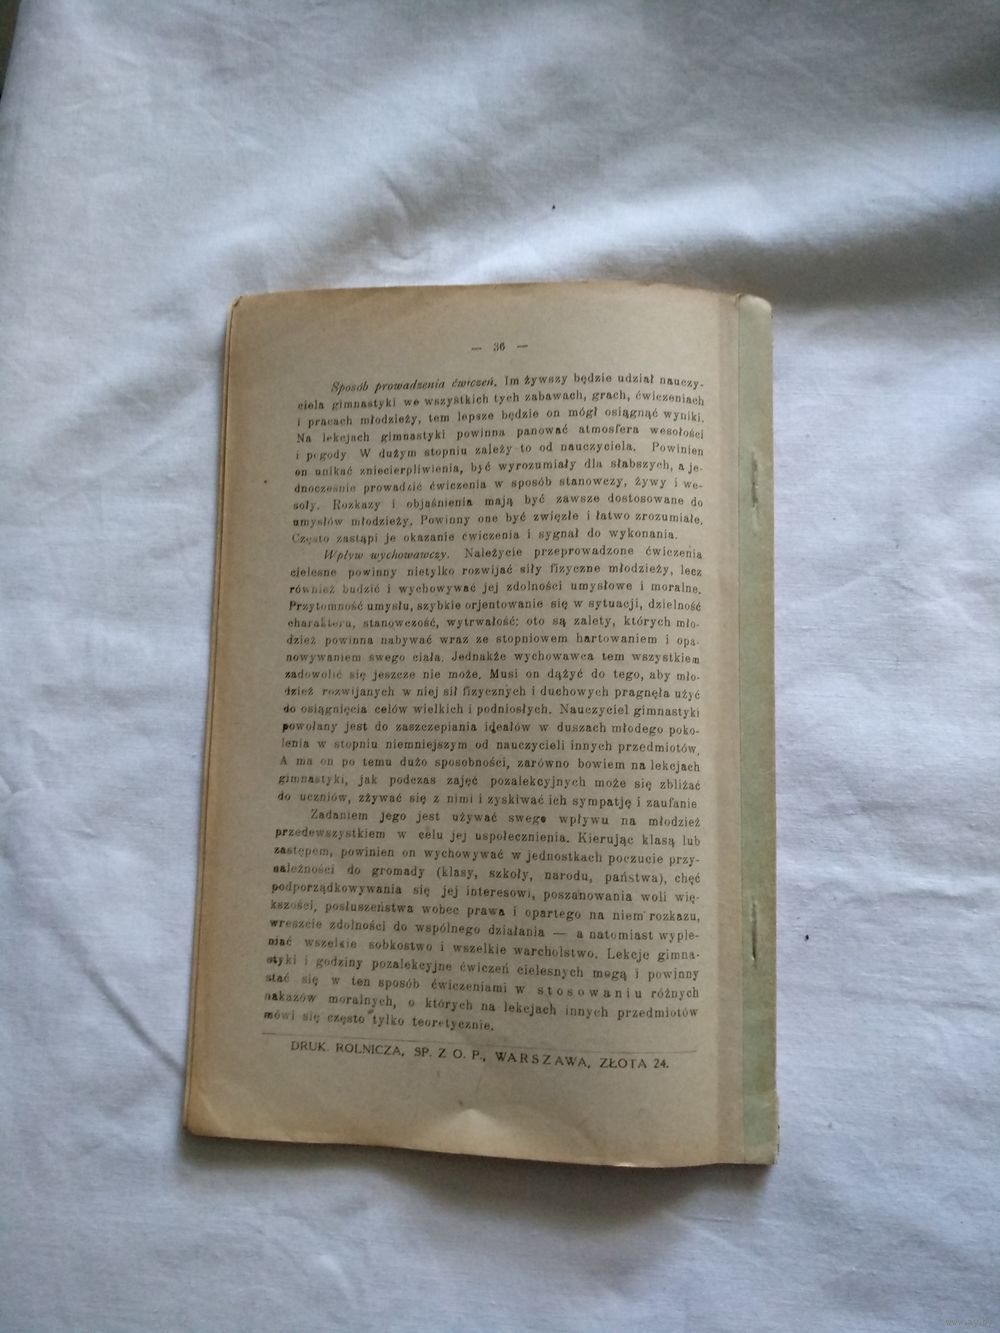 — 36 —
Sposób prowadzenia ćwiczeń. Im żywszy będzie udział nauczy-
ciela gimnastyki we wszystkich tych zabawach, grach, ćwiczeniach
i pracach młodzieży, tem lepsze będzie on mógł osiągnąć wyniki.
Na lekcjach gimnastyki powinna panować atmosfera wesołości
i pogody W dużym stopniu zależy to od nauczyciela. Powinien
on unikać zniecierpliwienia, być wyrozumiały dla słabszych, a je-
dnocześnie prowadzić ćwiczenia w sposób stanowczy, żywy i we-
soły. Rozkazy i objaśnienia mają być zawsze dostosowane do
umysłów młodzieży. Powinny one być zwięzłe i łatwo zrozumiałe.
Często zastąpi je okazanie ćwiczenia i sygnał do wykonania.
Wpływ wychowawczy. Należycie przeprowadzone ćwiczenia
cielesne powinny nietylko rozwijać siły fizyczne młodzieży, lecz
również budzić i wychowywać jej zdolności umysłowe i moralne.
Przytomność umysłu, szybkie orjentowanie się w sytuacji, dzielność
charakteru, stanowczość, wytrwałość: oto są zalety, których mło-
dzież powinna nabywać wraz ze stopniowem hartowaniem i opa-
nowywaniem swego ciała. Jednakże wychowawca tem wszystkiem
zadowolić się jeszcze nie może. Musi on dążyć do tego, aby mło-
dzież rozwijanych w niej sił fizycznych i duchowych pragnęła użyć
do osiągnięcia celów wielkich i podniosłych. Nauczyciel gimnastyki
powołany jest do zaszczepiania ideałów w duszach młodego poko-
lenia w stopniu niemniejszym od nauczycieli innych przedmiotów.
A ma on po temu dużo sposobności, zarówno bowiem na lekcjach
gimnastyki, jak podczas zajęć pozalekcyjnych może się zbliżać
do uczniów, zżywać się z nimi i zyskiwać ich sympatję i zaufanie
Zadaniem jego jest używać swego wpływu na młodzież
przedewszystkiem w celu jej uspołecznienia. Kierując klasą lub
zastępem, powinien on wychowywać w jednostkach poczucie przy-
należności do gromady (klasy, szkoły, narodu, państwa), chęć
podporządkowywania się jej interesowi, poszanowania woli wię-
kszości, posłuszeństwa wobec prawa i opartego na niem rozkazu,
wreszcie zdolności do wspólnego działania — a natomiast wyple-
niać wszelkie sobkostwo i wszelkie warcholstwo. Lekcje gimna-
styki i godziny pozalekcyjne ćwiczeń cielesnych mogą i powinny
stać się w ten sposób ćwiczeniami w stosowaniu różnych
nakazów moralnych, o których na lekcjach innych przedmiotów
mówi się często tylko teoretycznie.
DRUK. ROLNICZA, SP. Z O. P., WARSZAWA, ZŁOTA 24.